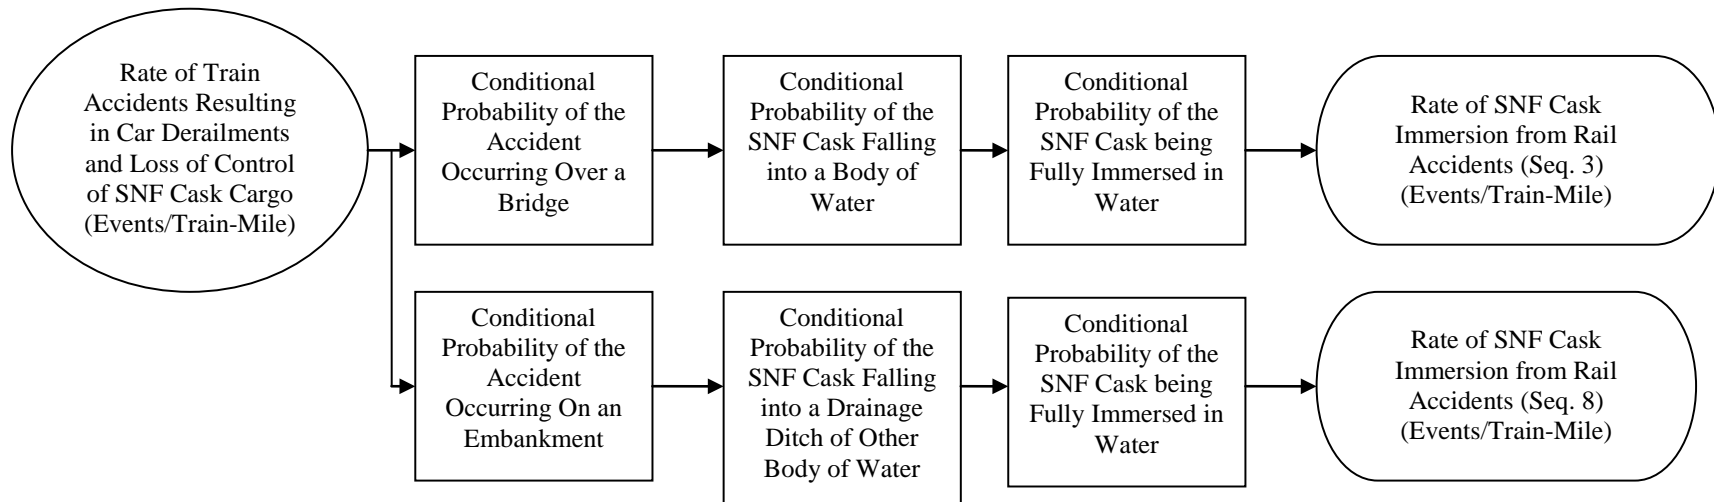 Rate of Train
Accidents Resulting
in Car Derailments
and Loss of Control
of SNF Cask Cargo
(Events/Train-Mile)
Conditional
Probability of the
Accident
Occurring Over a
Bridge
Conditional
Probability of the
SNF Cask Falling
into a Body of
Water
Conditional
Probability of the
SNF Cask being
Fully Immersed in
Water
Rate of SNF Cask
Immersion from Rail
Accidents (Seq. 3)
(Events/Train-Mile)
Conditional
Probability of the
Accident
Occurring On an
Embankment
Conditional
Probability of the
SNF Cask Falling
into a Drainage
Ditch of Other
Body of Water
Conditional
Probability of the
SNF Cask being
Fully Immersed in
Water
Rate of SNF Cask
Immersion from Rail
Accidents (Seq. 8)
(Events/Train-Mile)